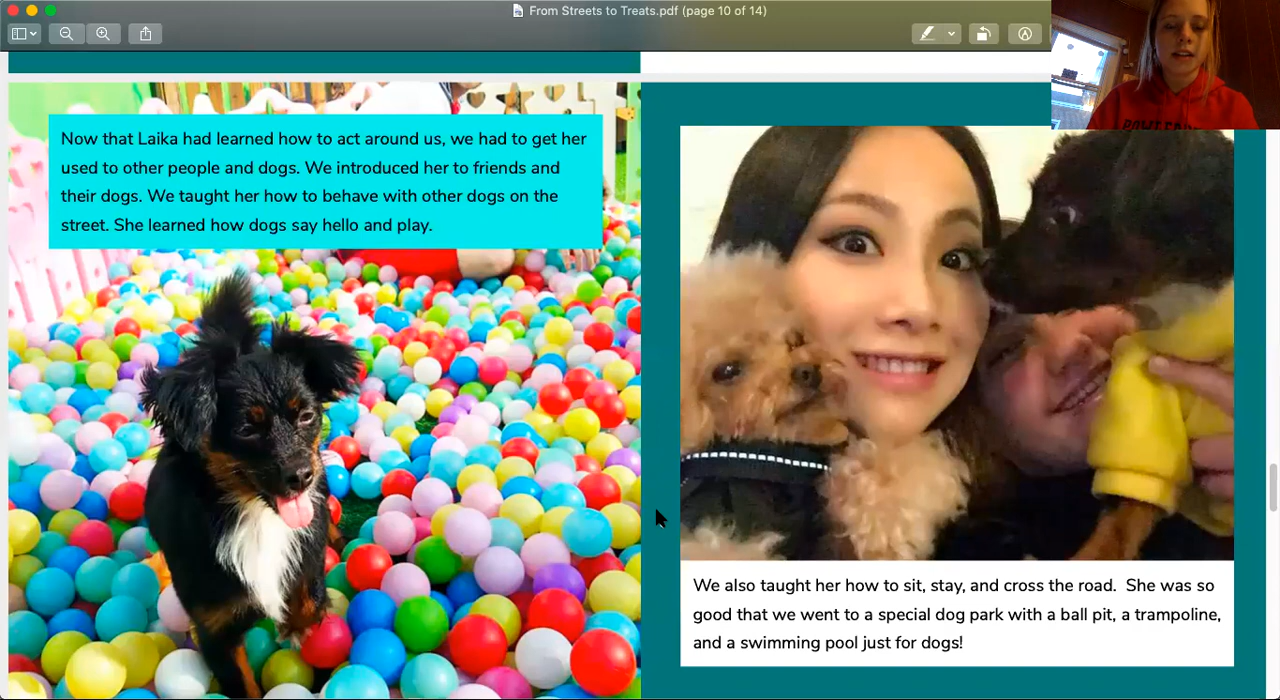 From Streets to Treats.pdf (page 10 of 14)
Now that Laika had learned how to act around us, we had to get her
used to other people and dogs. We introduced her to friends and
their dogs. We taught her how to behave with other dogs on the
street. She learned how dogs say hello and play.
We also taught her how to sit, stay, and cross the road.  She was so
good that we went to a special dog park with a ball pit, a trampoline,
and a swimming pool just for dogs!